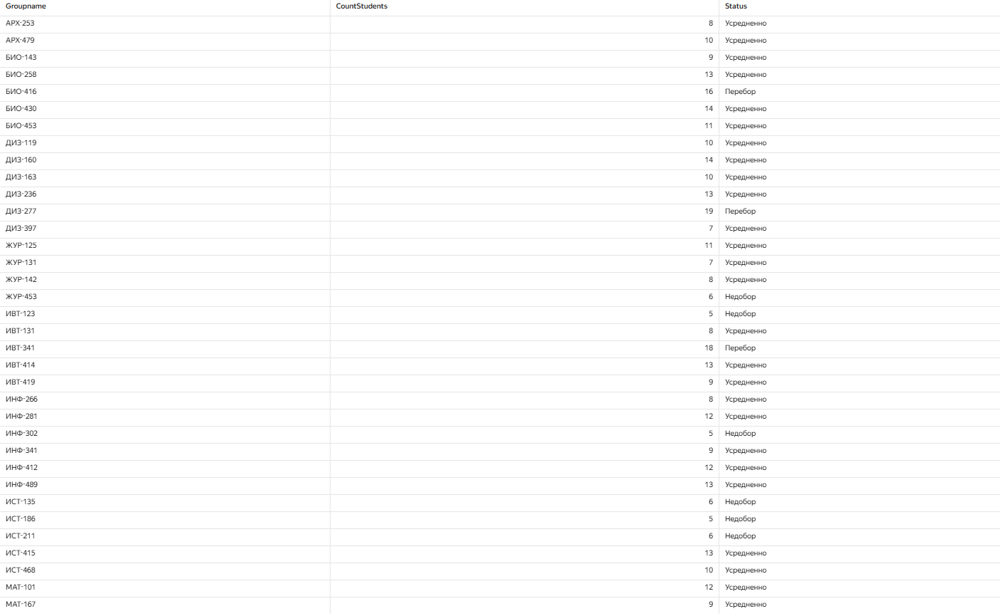 Groupname CountStudents Status
АРХ-253 8 Усредненно
АРХ-479 10 Усредненно
БИО-143 9 Усредненно
БИО-258 13 Усредненно
БИО-416 16 Перебор
БИО-430 14 Усредненно
БИО-453 11 Усредненно
ДИЗ-119 10 Усредненно
ДИЗ-160 14 Усредненно
ДИЗ-163 10 Усредненно
ДИЗ-236 13 Усредненно
ДИЗ-277 19 Перебор
ДИЗ-397 7 Усредненно
ЖУР-125 11 Усредненно
ЖУР-131 7 Усредненно
ЖУР-142 8 Усредненно
ЖУР-453 6 Недобор
ИВТ-123 5 Недобор
ИВТ-131 8 Усредненно
ИВТ-341 18 Перебор
ИВТ-414 13 Усредненно
ИВТ-419 9 Усредненно
ИНФ-266 8 Усредненно
ИНФ-281 12 Усредненно
ИНФ-302 5 Недобор
ИНФ-341 9 Усредненно
ИНФ-412 12 Усредненно
ИНФ-489 13 Усредненно
ИСТ-135 6 Недобор
ИСТ-186 5 Недобор
ИСТ-211 6 Недобор
ИСТ-415 13 Усредненно
ИСТ-468 10 Усредненно
МАТ-101 12 Усредненно
МАТ-167 9 Усредненно